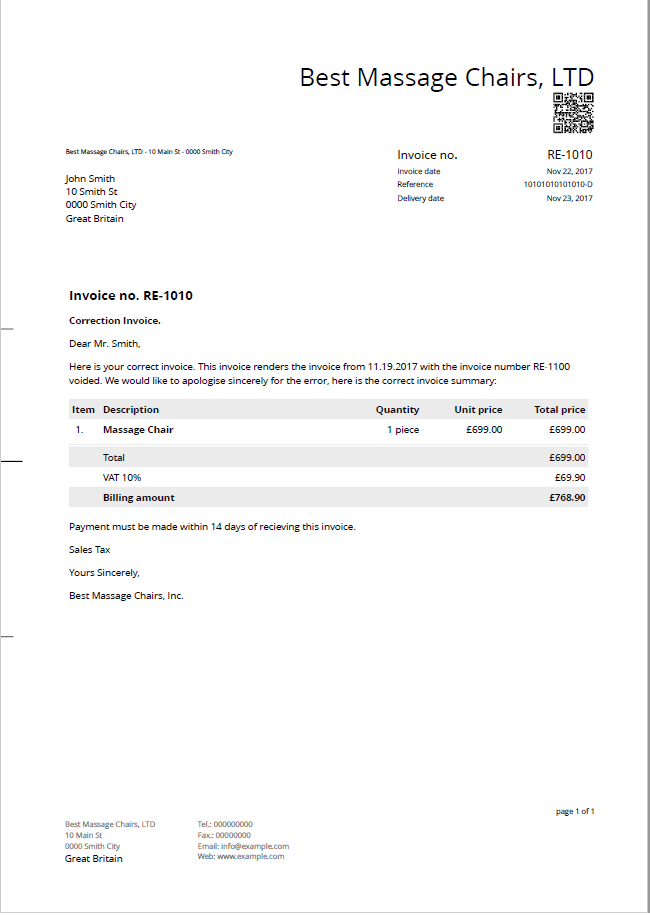 Best Massage Chairs, LTD
Best Massage Chairs, LTD - 10 Main St - 0000 Smith City
John Smith
10 Smith St
0000 Smith City
Great Britain
Invoice no. RE-1010
Invoice date Nov 22, 2017
Reference 10101010101010-D
Delivery date Nov 23, 2017
Invoice no. RE-1010
Correction Invoice.
Dear Mr. Smith,
Here is your correct invoice. This invoice renders the invoice from 11.19.2017 with the invoice number RE-1100
voided. We would like to apologise sincerely for the error, here is the correct invoice summary:
Item Description Quantity Unit price Total price
1. Massage Chair 1 piece £699.00 £699.00
Total £699.00
VAT 10% £69.90
Billing amount £768.90
Payment must be made within 14 days of recieving this invoice.
Sales Tax
Yours Sincerely,
Best Massage Chairs, Inc.
page 1 of 1
Best Massage Chairs, LTD
10 Main St
0000 Smith City
Great Britain
Tel.: 000000000
Fax.: 00000000
Email: info@example.com
Web: www.example.com